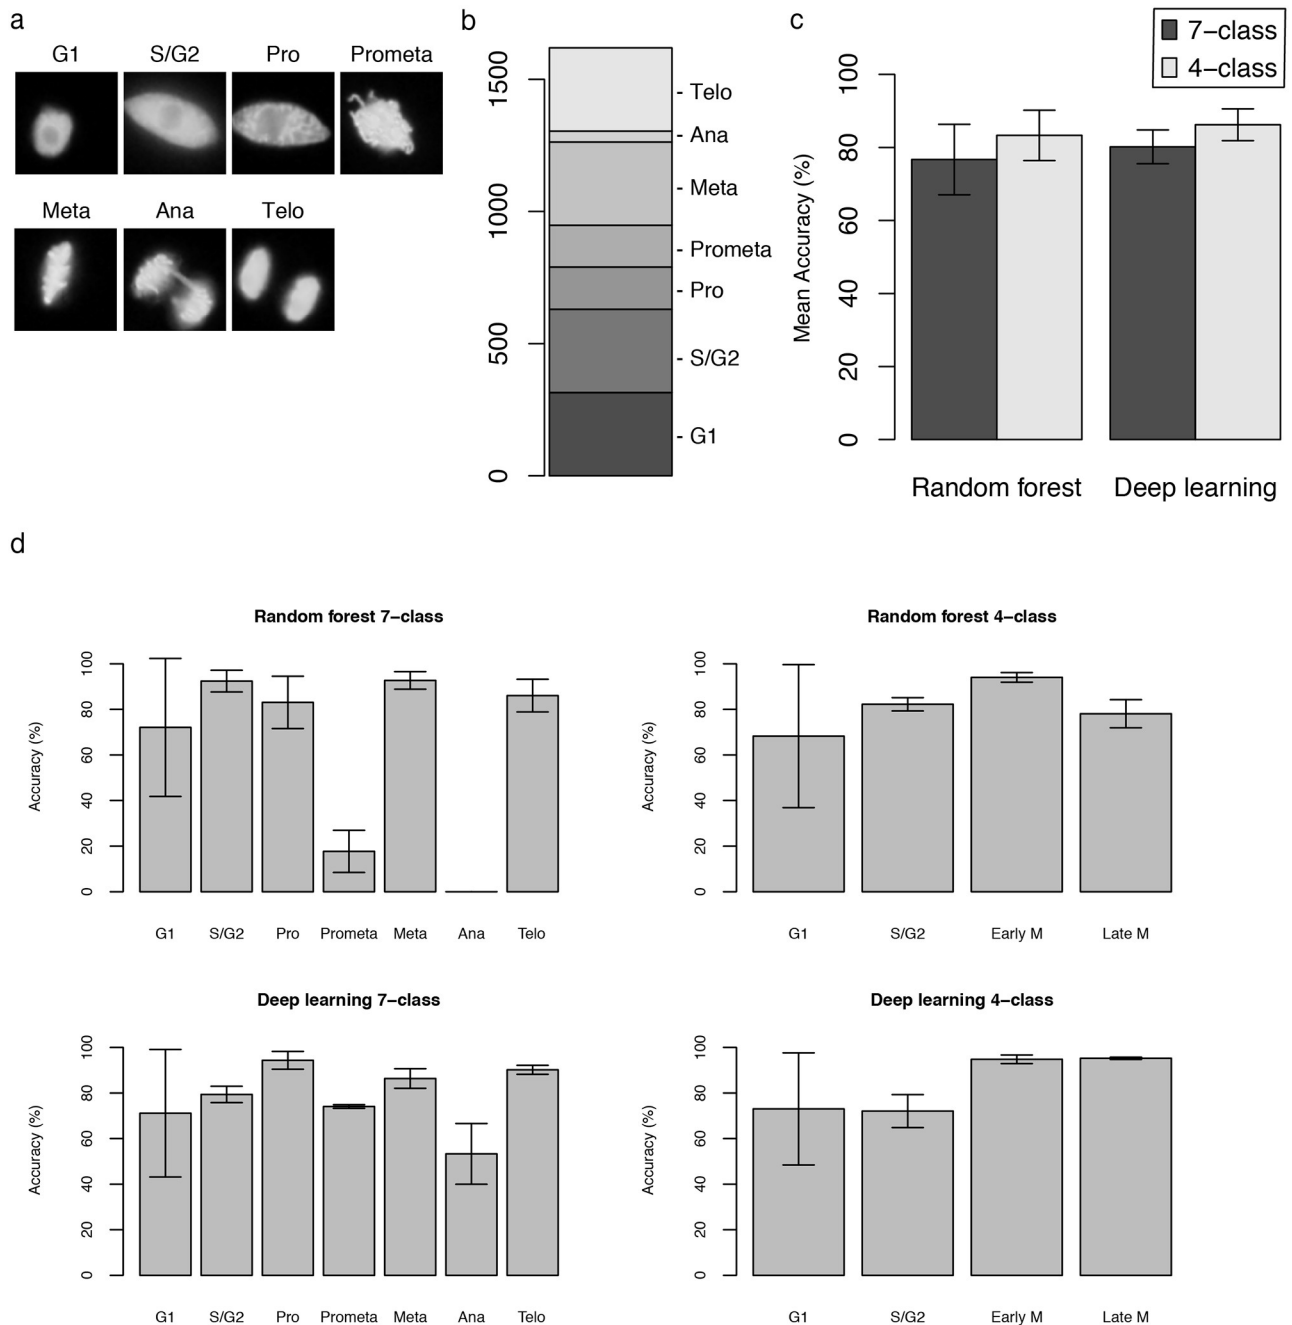 a
G1 S/G2 Pro Prometa
Meta Ana Telo
b
0 500 1000 1500
- Telo
- Ana
- Meta
- Prometa
- Pro
- S/G2
- G1
c
7–class
4–class
Mean Accuracy (%)
0 20 40 60 80 100
Random forest Deep learning
d
Random forest 7–class
Accuracy (%)
0 20 40 60 80 100
G1 S/G2 Pro Prometa Meta Ana Telo
Random forest 4–class
Accuracy (%)
0 20 40 60 80 100
G1 S/G2 Early M Late M
Deep learning 7–class
Accuracy (%)
0 20 40 60 80 100
G1 S/G2 Pro Prometa Meta Ana Telo
Deep learning 4–class
Accuracy (%)
0 20 40 60 80 100
G1 S/G2 Early M Late M